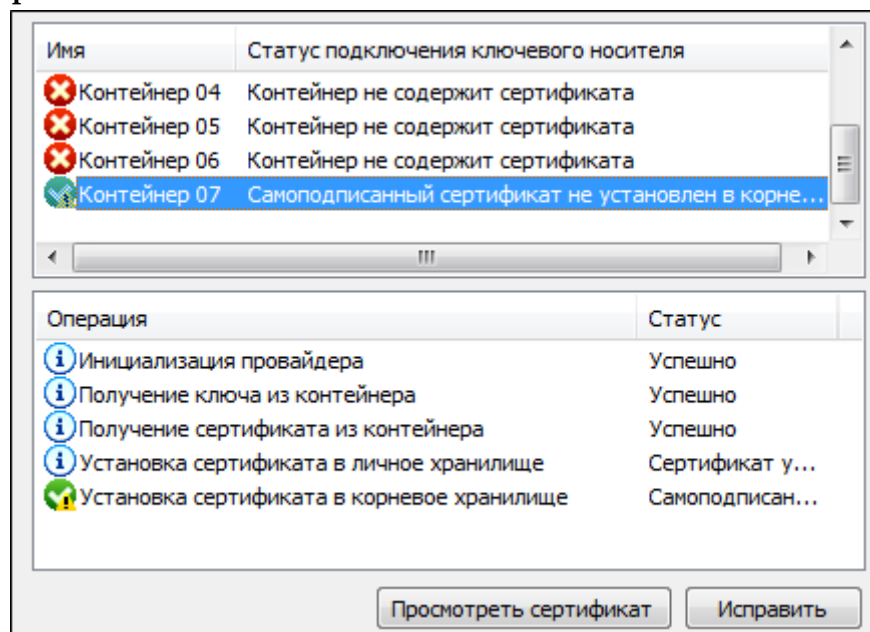 Имя Статус подключения ключевого носителя
Контейнер 04 Контейнер не содержит сертификата
Контейнер 05 Контейнер не содержит сертификата
Контейнер 06 Контейнер не содержит сертификата
Контейнер 07 Самоподписанный сертификат не установлен в корне...
Операция Статус
Инициализация провайдера Успешно
Получение ключа из контейнера Успешно
Получение сертификата из контейнера Успешно
Установка сертификата в личное хранилище Сертификат у...
Установка сертификата в корневое хранилище Самоподписан...
Просмотреть сертификат Исправить